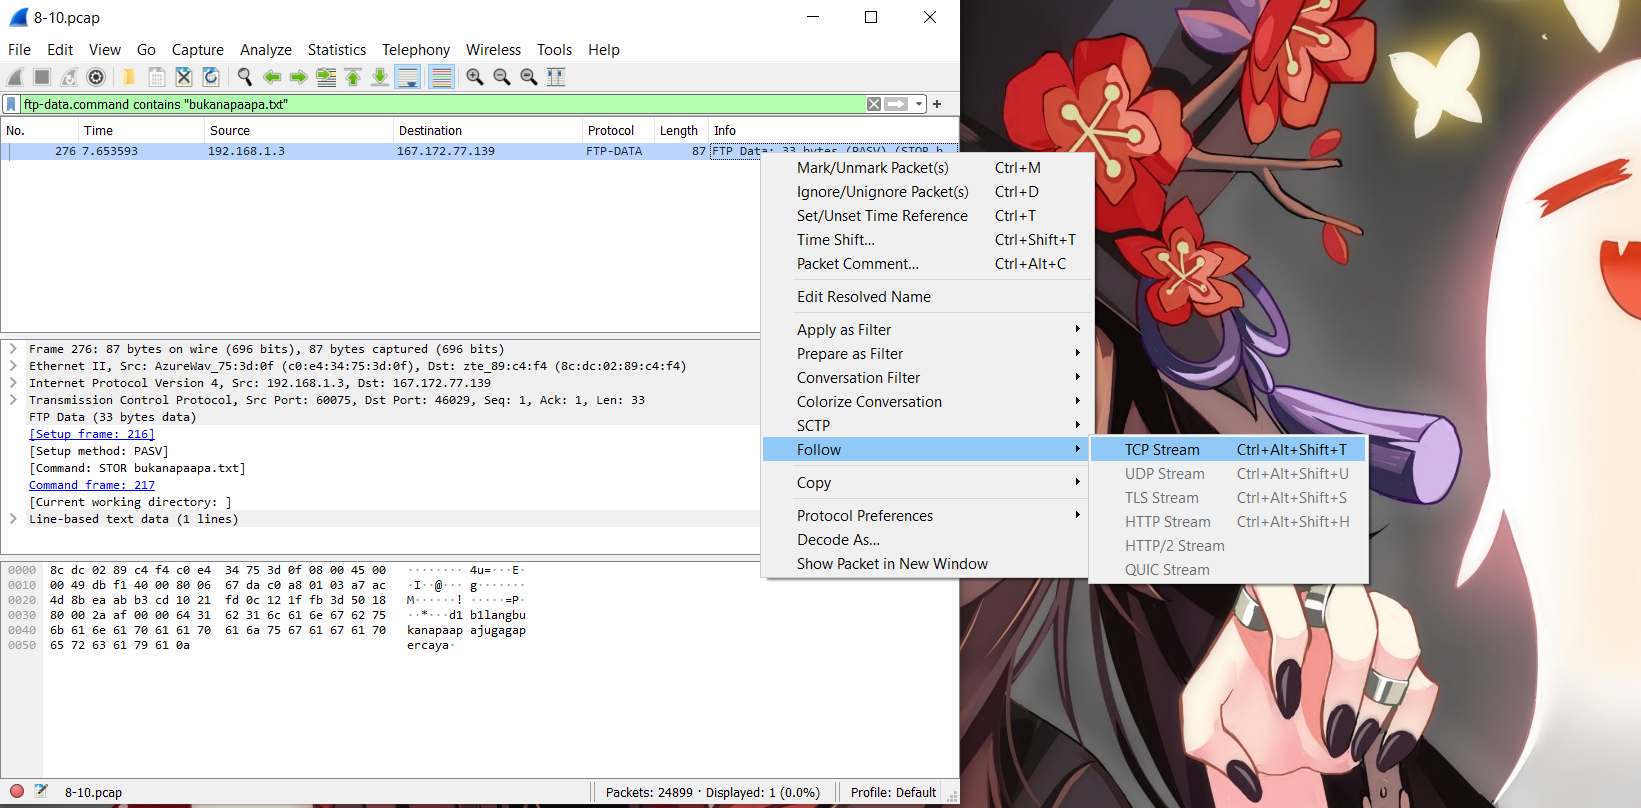 8-10.pcap
File Edit View Go Capture Analyze Statistics Telephony Wireless Tools Help
ftp-data.command contains "bukanapaapa.txt"
No. Time Source Destination Protocol Length Info
276 7.653593 192.168.1.3 167.172.77.139 FTP-DATA 87 FTP Data: 33 bytes (PASV) (STOR b
Mark/Unmark Packet(s) Ctrl+M
Ignore/Unignore Packet(s) Ctrl+D
Set/Unset Time Reference Ctrl+T
Time Shift... Ctrl+Shift+T
Packet Comment... Ctrl+Alt+C
Edit Resolved Name
Apply as Filter
Prepare as Filter
Conversation Filter
Colorize Conversation
SCTP
Follow
Copy
Protocol Preferences
Decode As...
Show Packet in New Window
TCP Stream Ctrl+Alt+Shift+T
UDP Stream Ctrl+Alt+Shift+U
TLS Stream Ctrl+Alt+Shift+S
HTTP Stream Ctrl+Alt+Shift+H
HTTP/2 Stream
QUIC Stream
Frame 276: 87 bytes on wire (696 bits), 87 bytes captured (696 bits)
Ethernet II, Src: AzureWav_75:3d:0f (c0:e4:34:75:3d:0f), Dst: zte_89:c4:f4 (8c:dc:02:89:c4:f4)
Internet Protocol Version 4, Src: 192.168.1.3, Dst: 167.172.77.139
Transmission Control Protocol, Src Port: 60075, Dst Port: 46029, Seq: 1, Ack: 1, Len: 33
FTP Data (33 bytes data)
[Setup frame: 216]
[Setup method: PASV]
[Command: STOR bukanapaapa.txt]
Command frame: 217
[Current working directory: ]
Line-based text data (1 lines)
0000 8c dc 02 89 c4 f4 c0 e4 34 75 3d 0f 08 00 45 00 ········ 4u=···E·
0010 00 49 db f1 40 00 80 06 67 da c0 a8 01 03 a7 ac ·I··@··· g·······
0020 4d 8b ea ab b3 cd 10 21 fd 0c 12 1f fb 3d 50 18 M······! ·····=P·
0030 80 00 2a af 00 00 64 31 62 31 6c 61 6e 67 62 75 ··*···d1 b1langbu
0040 6b 61 6e 61 70 61 61 70 61 6a 75 67 61 67 61 70 kanapaap ajugagap
0050 65 72 63 61 79 61 0a ercaya·
8-10.pcap
Packets: 24899 · Displayed: 1 (0.0%)
Profile: Default